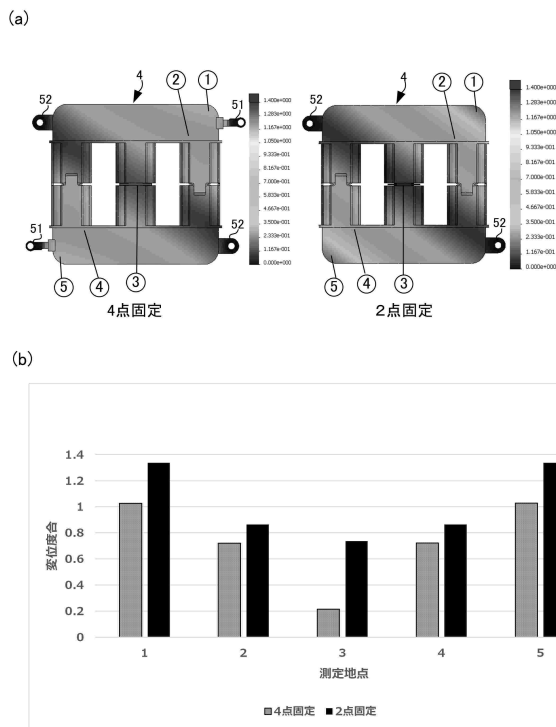 (a)
4
2
1
52
51
1.400e+000
1.283e+000
1.167e+000
1.050e+000
9.333e-001
8.167e-001
7.000e-001
5.833e-001
4.667e-001
3.500e-001
2.333e-001
1.167e-001
0.000e+000
51
52
5
4
3
4点固定
4
2
1
52
1.400e+000
1.283e+000
1.167e+000
1.050e+000
9.333e-001
8.167e-001
7.000e-001
5.833e-001
4.667e-001
3.500e-001
2.333e-001
1.167e-001
0.000e+000
52
5
4
3
2点固定
(b)
1.4
1.2
1
0.8
0.6
0.4
0.2
0
変位度合
1 2 3 4 5
測定地点
4点固定 2点固定